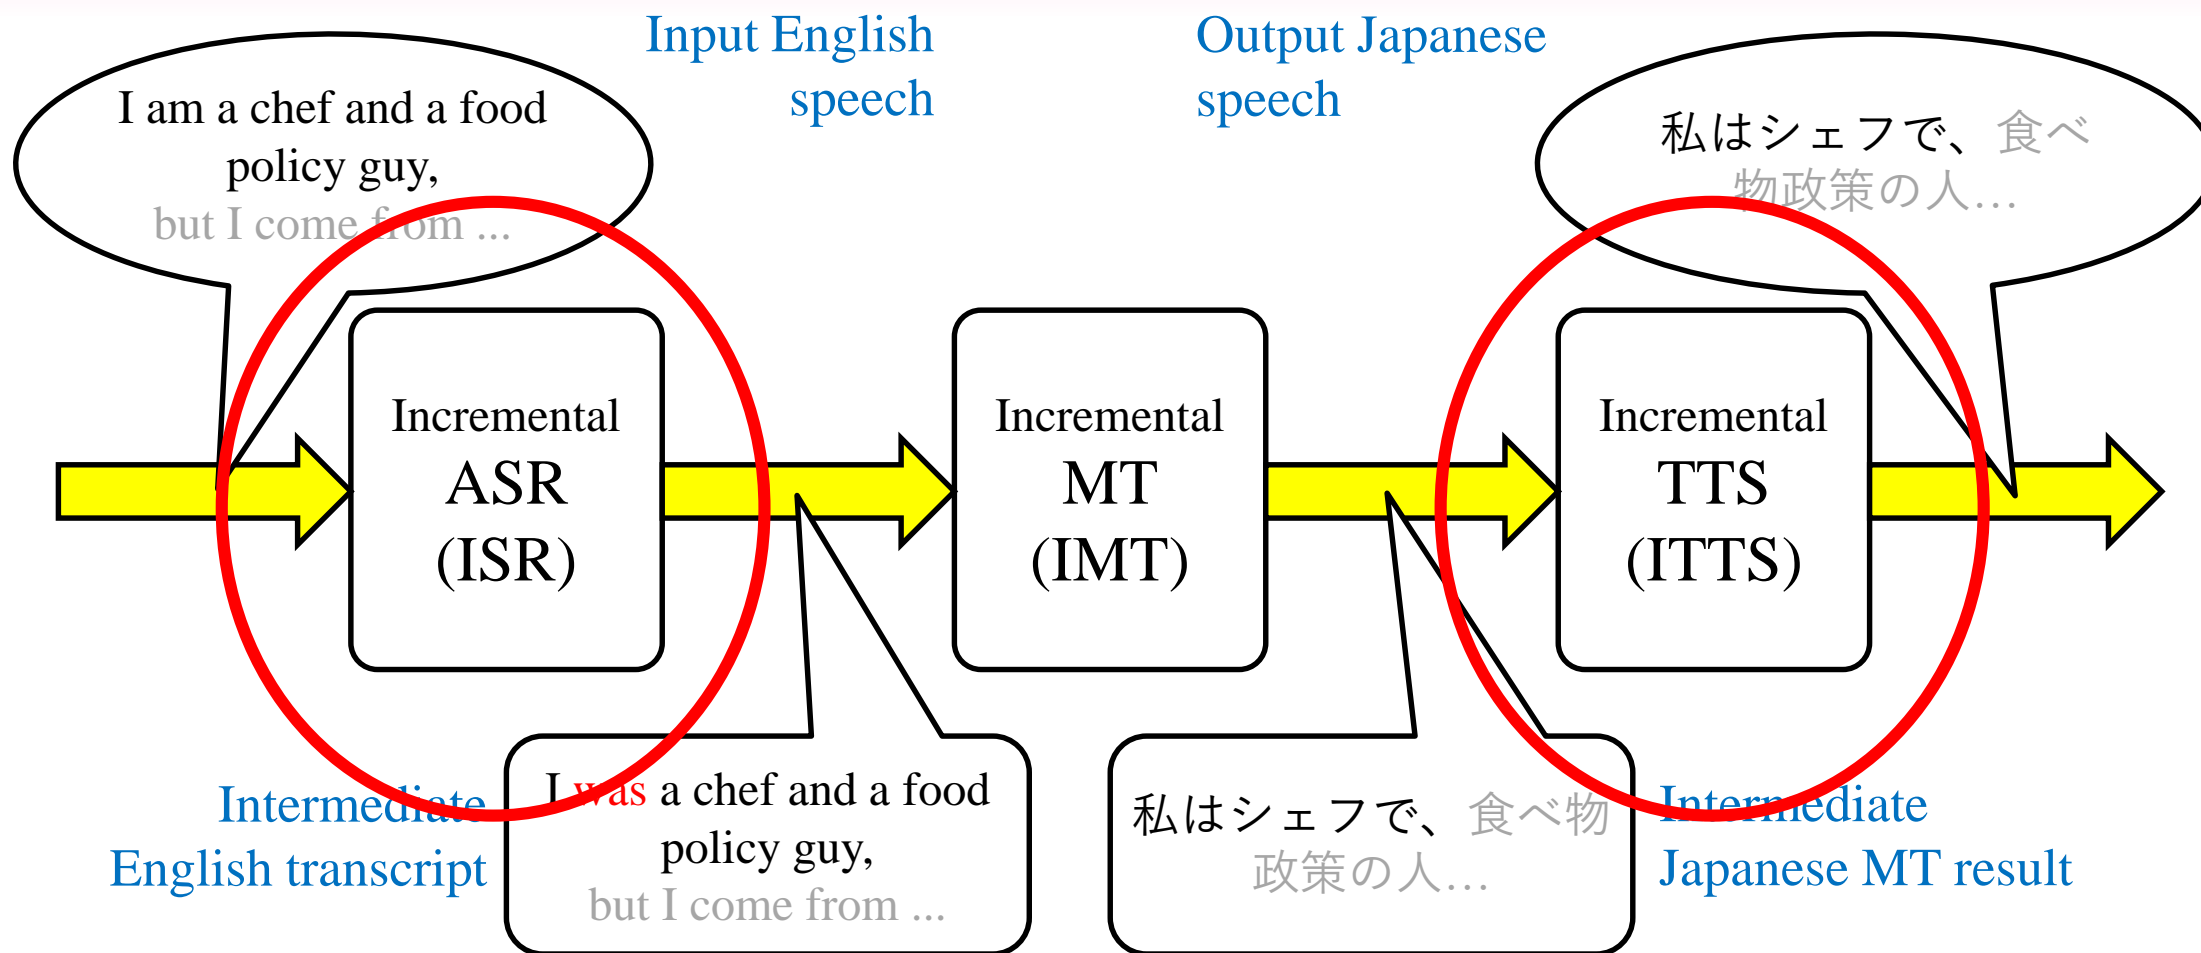 Input English
speech
Output Japanese
speech
I am a chef and a food
policy guy,
but I come from ...
私はシェフで、食べ
物政策の人…
Incremental
ASR
(ISR)
Incremental
MT
(IMT)
Incremental
TTS
(ITTS)
Intermediate
English transcript
I was a chef and a food
policy guy,
but I come from ...
私はシェフで、食べ物
政策の人…
Intermediate
Japanese MT result